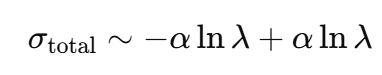 σ_total ∼ −α ln λ + α ln λ